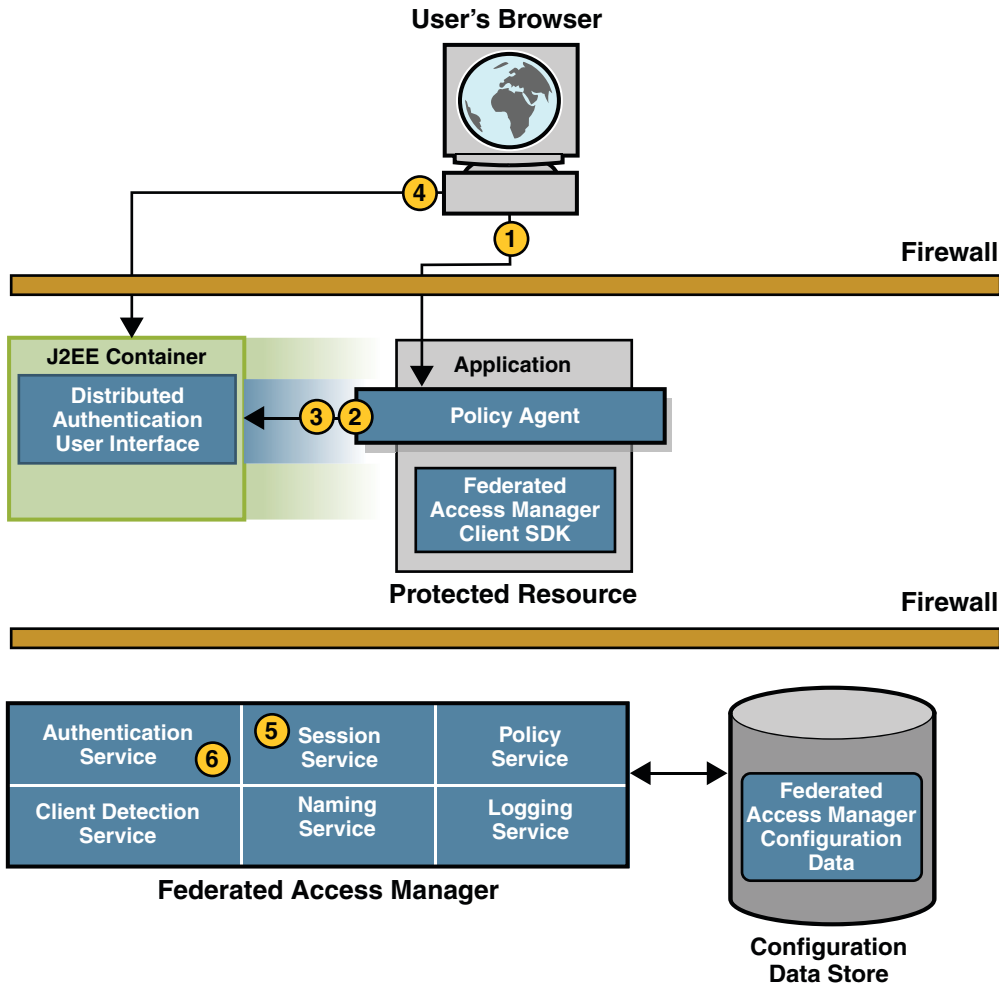 User's Browser
4
1
Firewall
J2EE Container
Distributed
Authentication
User Interface
3
2
Application
Policy Agent
Federated
Access Manager
Client SDK
Protected Resource
Firewall
Authentication
Service
6
5
Session
Service
Policy
Service
Client Detection
Service
Naming
Service
Logging
Service
Federated Access Manager
Federated
Access Manager
Configuration
Data
Configuration
Data Store